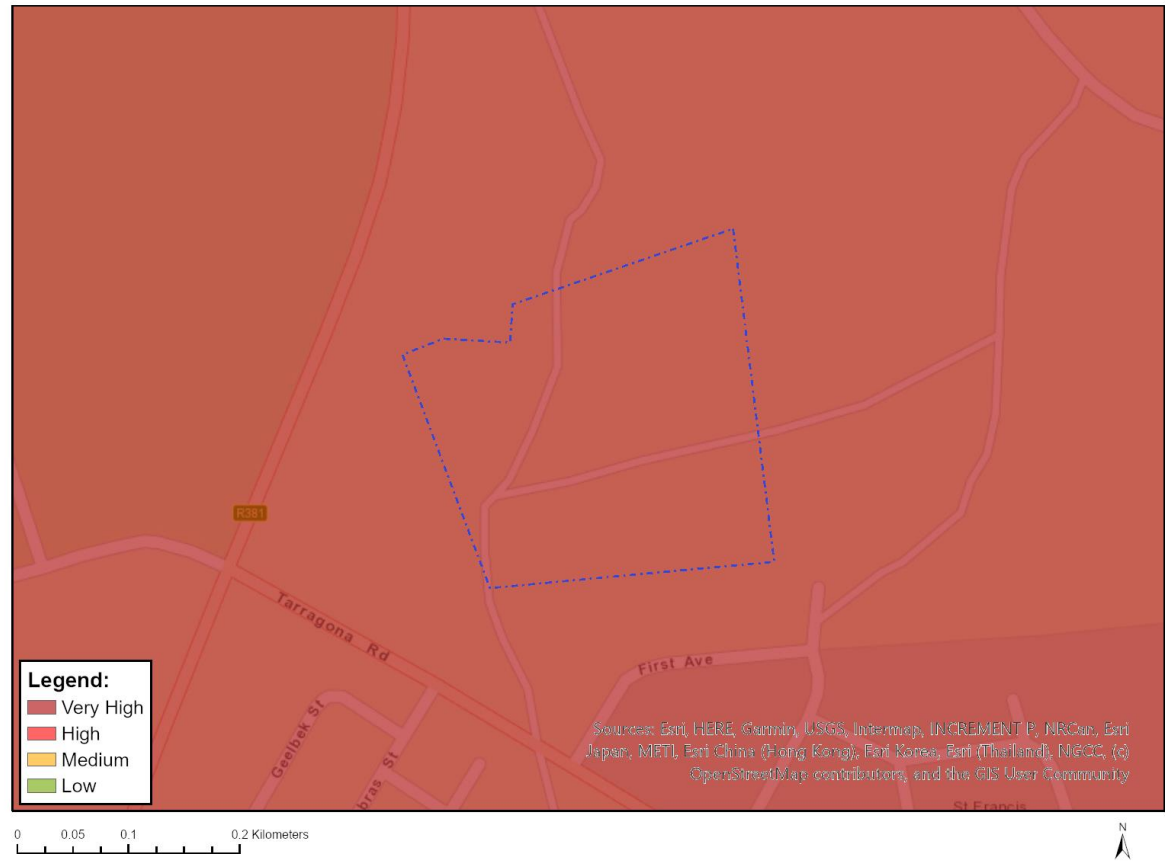 R381
Tarragona Rd
First Ave
Geelbek St
bras St
St Francis
Sources: Esri, HERE, Garmin, USGS, Intermap, INCREMENT P, NRCan, Esri
Japan, METI, Esri China (Hong Kong), Esri Korea, Esri (Thailand), NGCC, (c)
OpenStreetMap contributors, and the GIS User Community
Legend:
Very High
High
Medium
Low
0 0.05 0.1 0.2 Kilometers
N